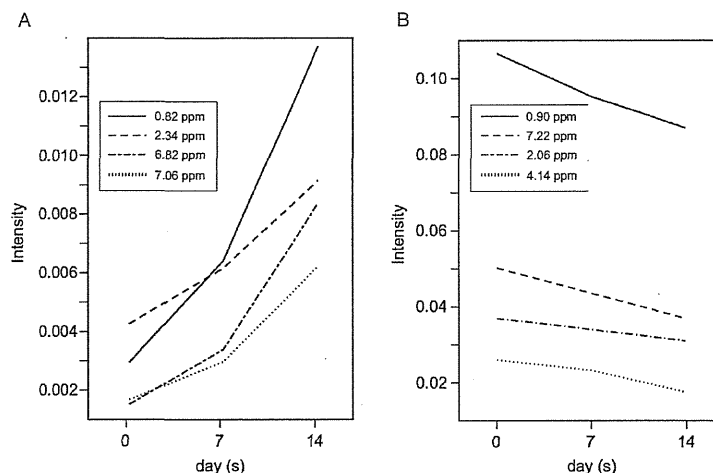 A
0.012
0.010
0.008
0.006
0.004
0.002
Intensity
0.82 ppm
2.34 ppm
6.82 ppm
7.06 ppm
0 7 14
day (s)
B
0.10
0.08
0.06
0.04
0.02
Intensity
0.90 ppm
7.22 ppm
2.06 ppm
4.14 ppm
0 7 14
day (s)